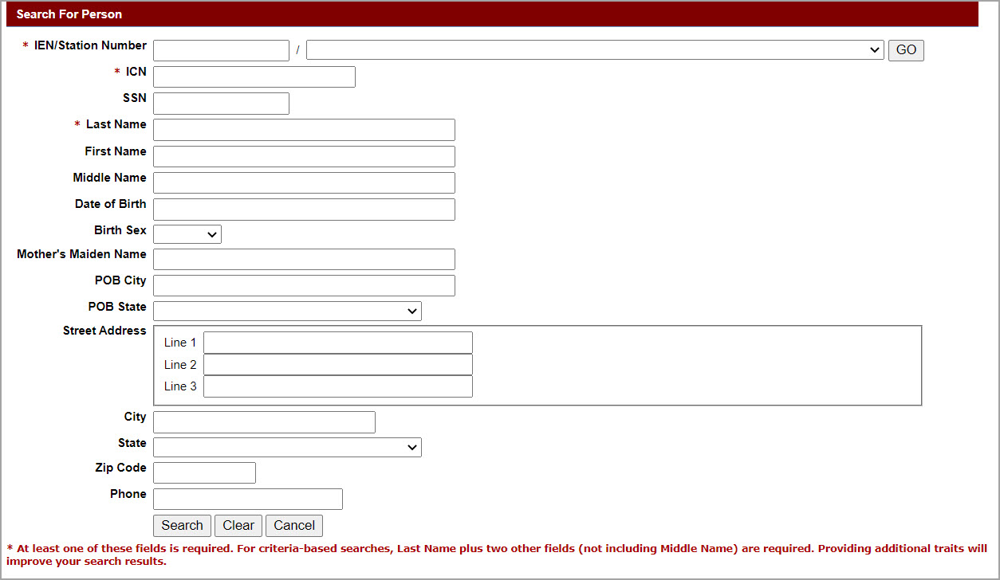 Search For Person
* IEN/Station Number / GO
* ICN
SSN
* Last Name
First Name
Middle Name
Date of Birth
Birth Sex
Mother's Maiden Name
POB City
POB State
Street Address
Line 1
Line 2
Line 3
City
State
Zip Code
Phone
Search Clear Cancel
* At least one of these fields is required. For criteria-based searches, Last Name plus two other fields (not including Middle Name) are required. Providing additional traits will
improve your search results.